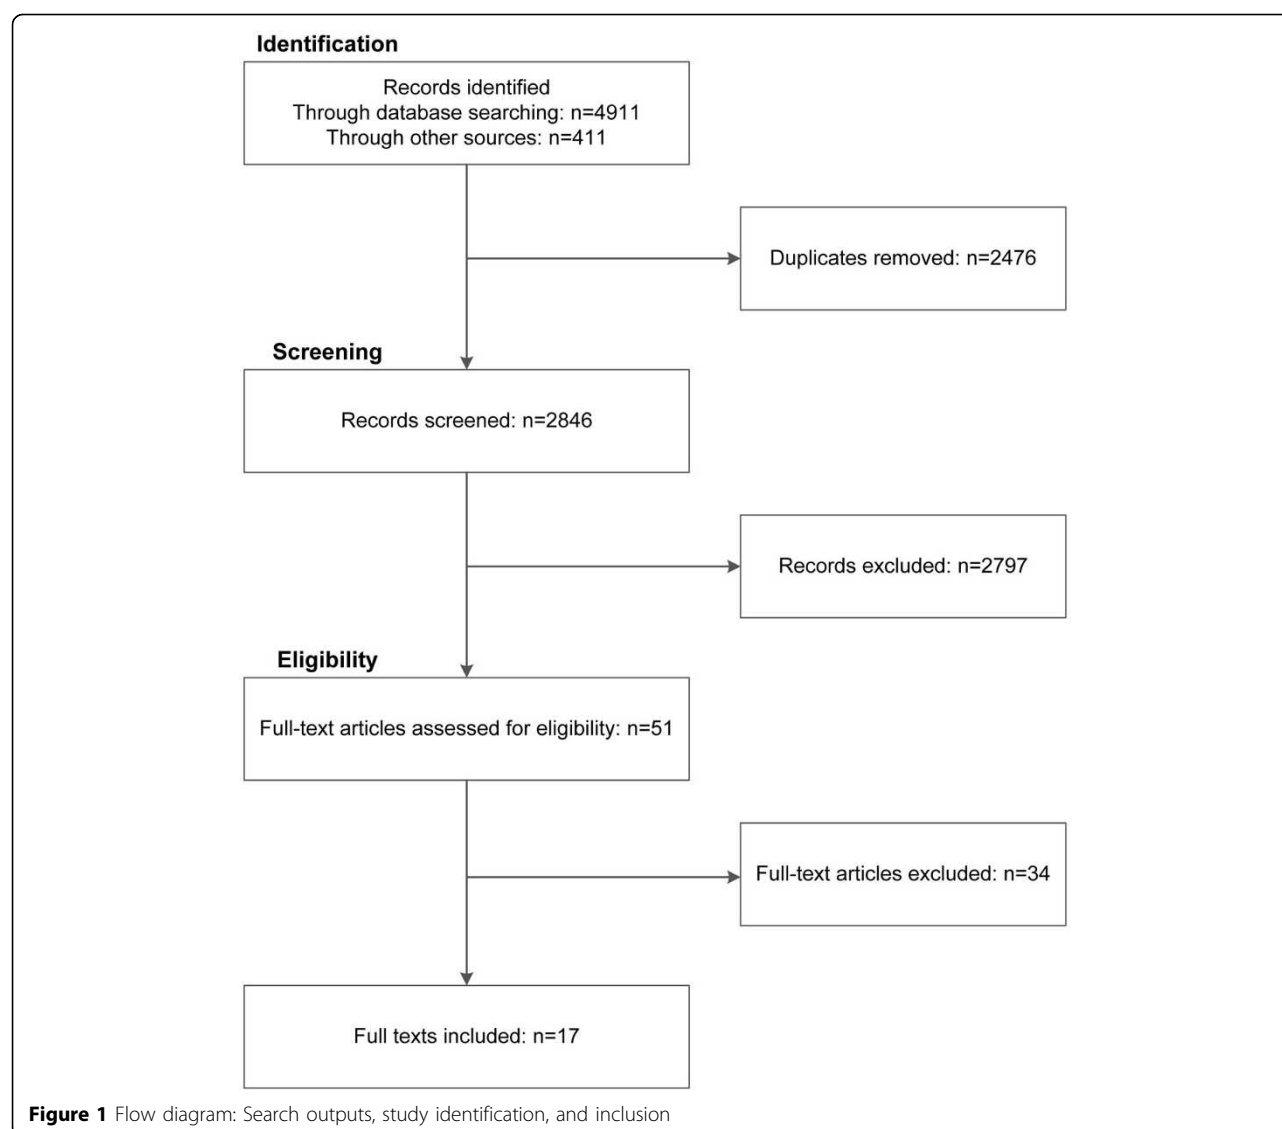 Identification
Records identified
Through database searching: n=4911
Through other sources: n=411
Duplicates removed: n=2476
Screening
Records screened: n=2846
Records excluded: n=2797
Eligibility
Full-text articles assessed for eligibility: n=51
Full-text articles excluded: n=34
Full texts included: n=17
Figure 1 Flow diagram: Search outputs, study identification, and inclusion